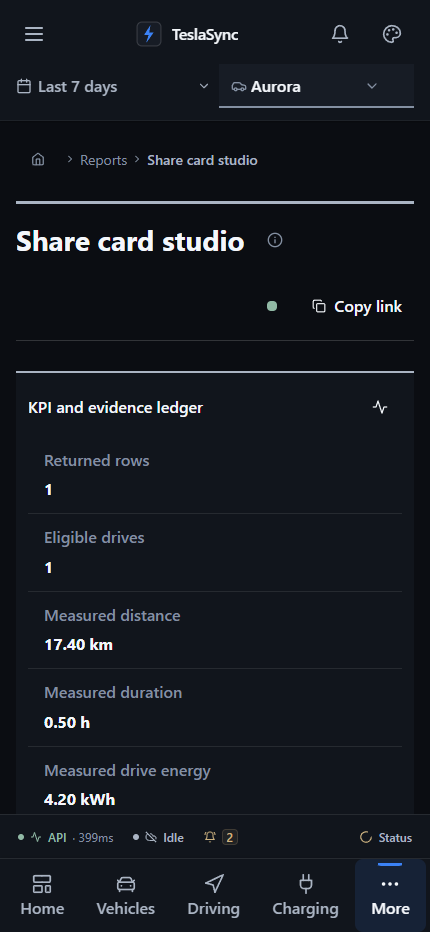 TeslaSync
Last 7 days
Aurora
Reports
Share card studio
Share card studio
Copy link
KPI and evidence ledger
Returned rows
1
Eligible drives
1
Measured distance
17.40 km
Measured duration
0.50 h
Measured drive energy
4.20 kWh
API · 399ms
Idle
2
Status
Home
Vehicles
Driving
Charging
More